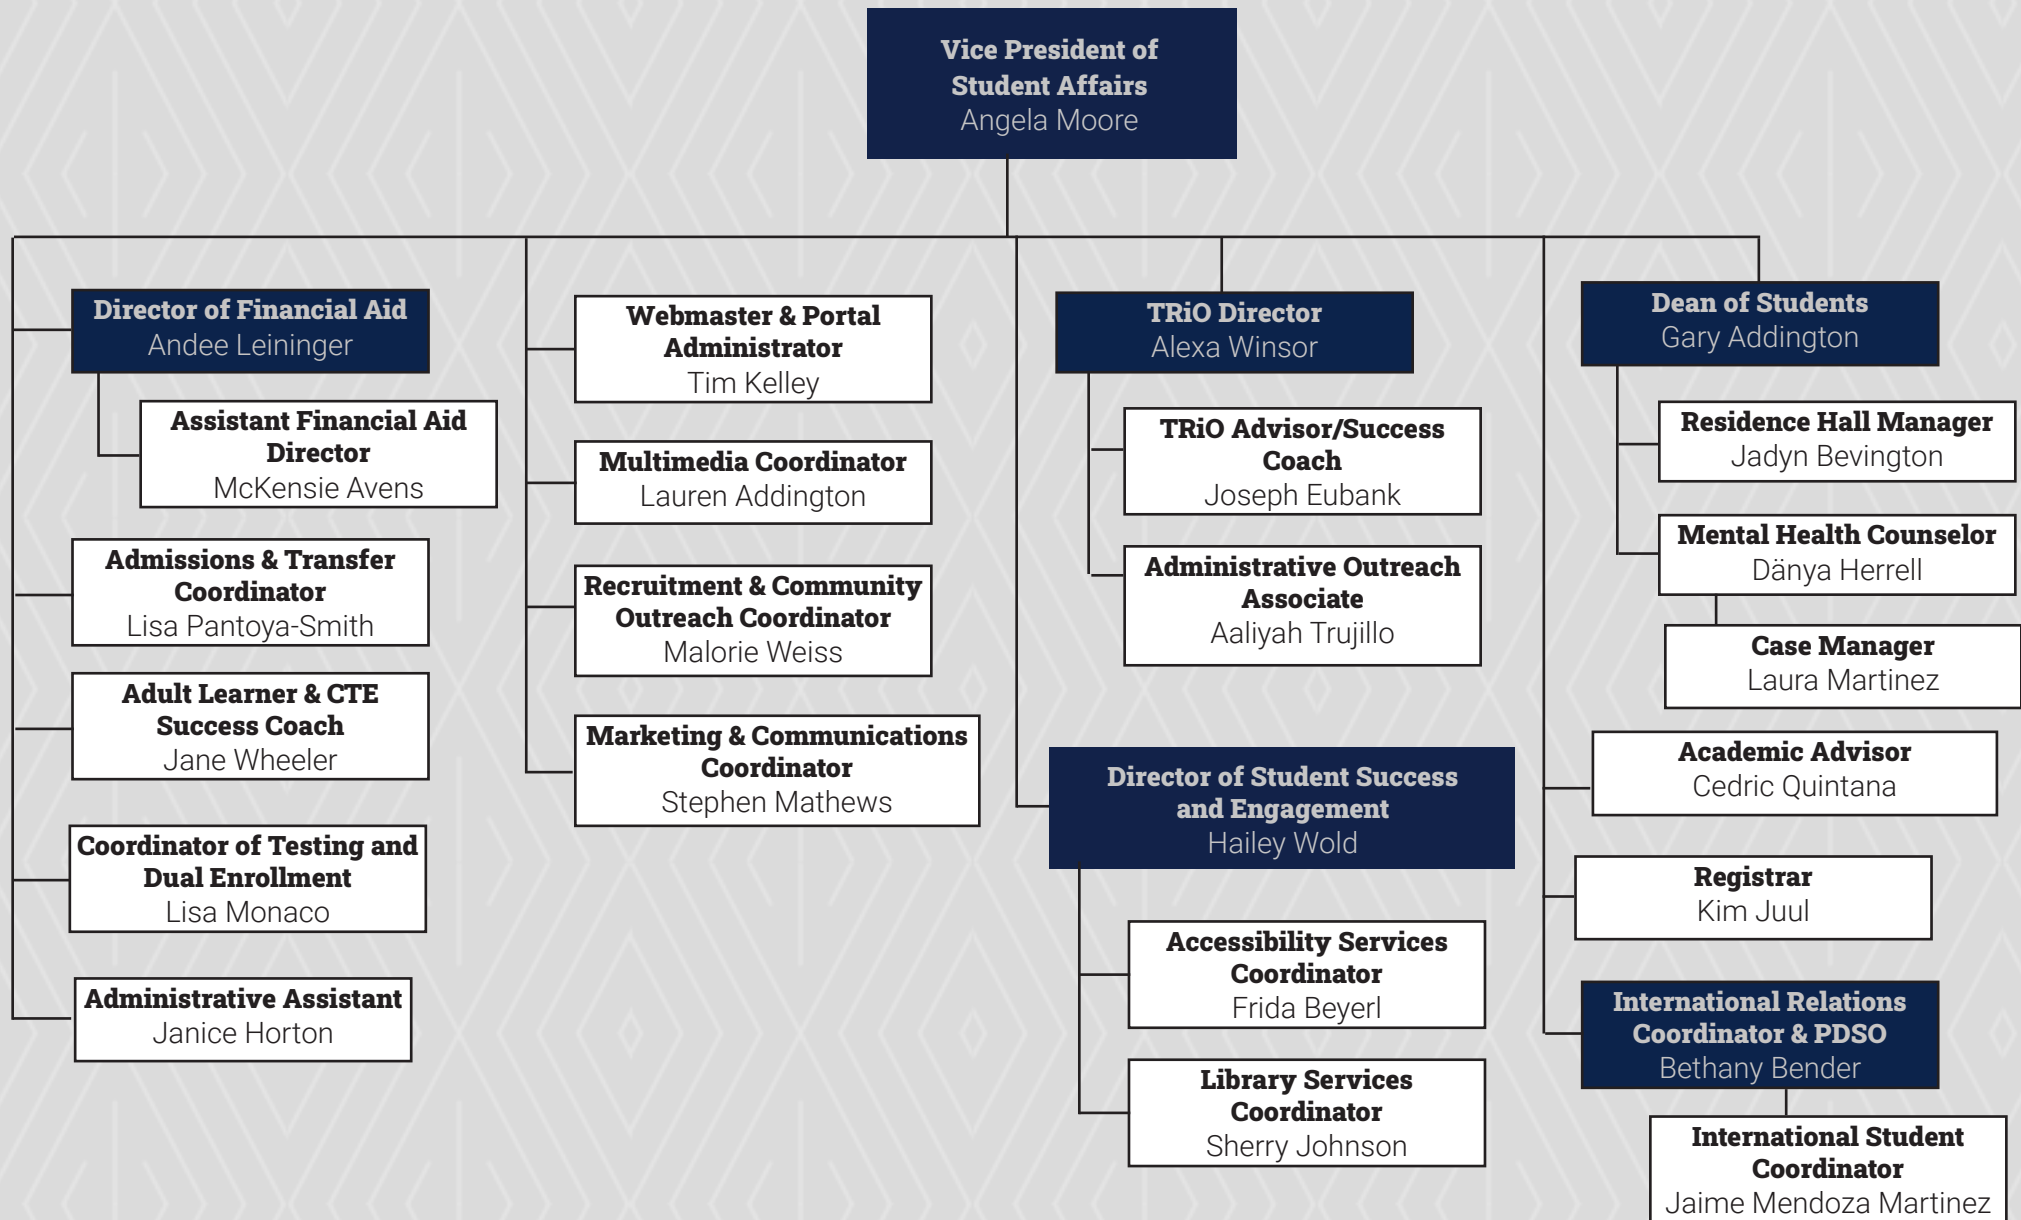 Vice President of
Student Affairs
Angela Moore
Director of Financial Aid
Andee Leininger
Assistant Financial Aid
Director
McKensie Avens
Admissions & Transfer
Coordinator
Lisa Pantoya-Smith
Adult Learner & CTE
Success Coach
Jane Wheeler
Coordinator of Testing and
Dual Enrollment
Lisa Monaco
Administrative Assistant
Janice Horton
Webmaster & Portal
Administrator
Tim Kelley
Multimedia Coordinator
Lauren Addington
Recruitment & Community
Outreach Coordinator
Malorie Weiss
Marketing & Communications
Coordinator
Stephen Mathews
TRiO Director
Alexa Winsor
TRiO Advisor/Success
Coach
Joseph Eubank
Administrative Outreach
Associate
Aaliyah Trujillo
Director of Student Success
and Engagement
Hailey Wold
Accessibility Services
Coordinator
Frida Beyerl
Library Services
Coordinator
Sherry Johnson
Dean of Students
Gary Addington
Residence Hall Manager
Jadyn Bevington
Mental Health Counselor
Dänya Herrell
Case Manager
Laura Martinez
Academic Advisor
Cedric Quintana
Registrar
Kim Juul
International Relations
Coordinator & PDSO
Bethany Bender
International Student
Coordinator
Jaime Mendoza Martinez